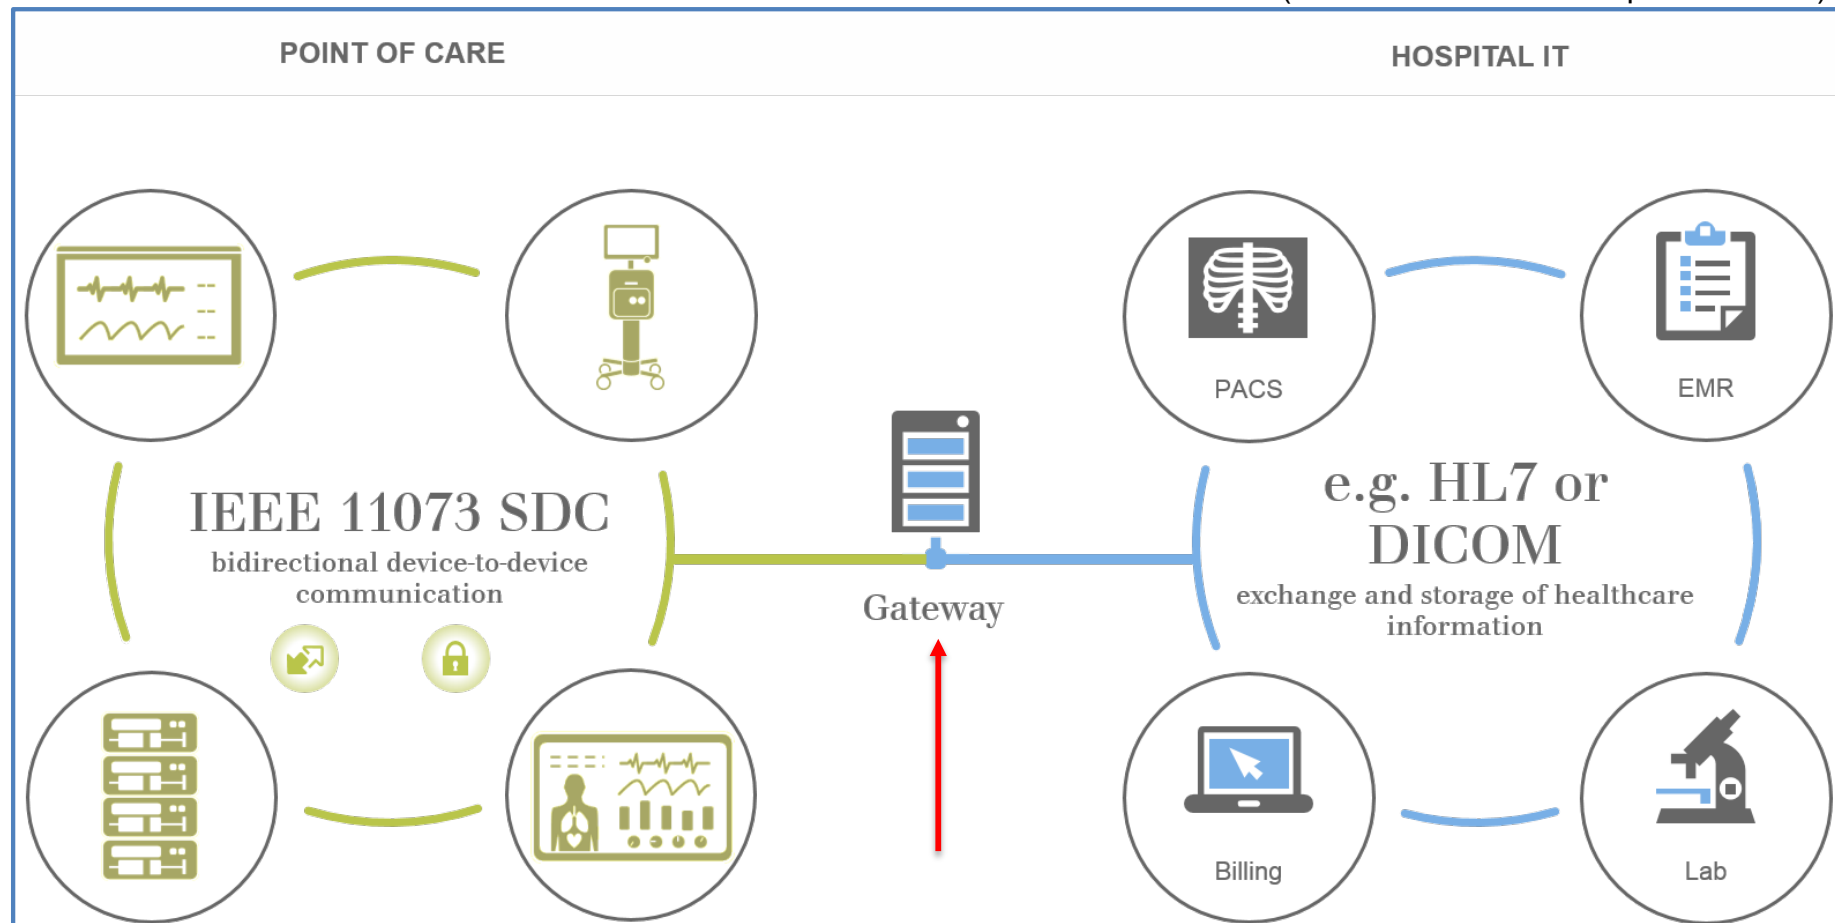 POINT OF CARE
HOSPITAL IT
PACS
EMR
IEEE 11073 SDC
bidirectional device-to-device
communication
Gateway
e.g. HL7 or
DICOM
exchange and storage of healthcare
information
Billing
Lab